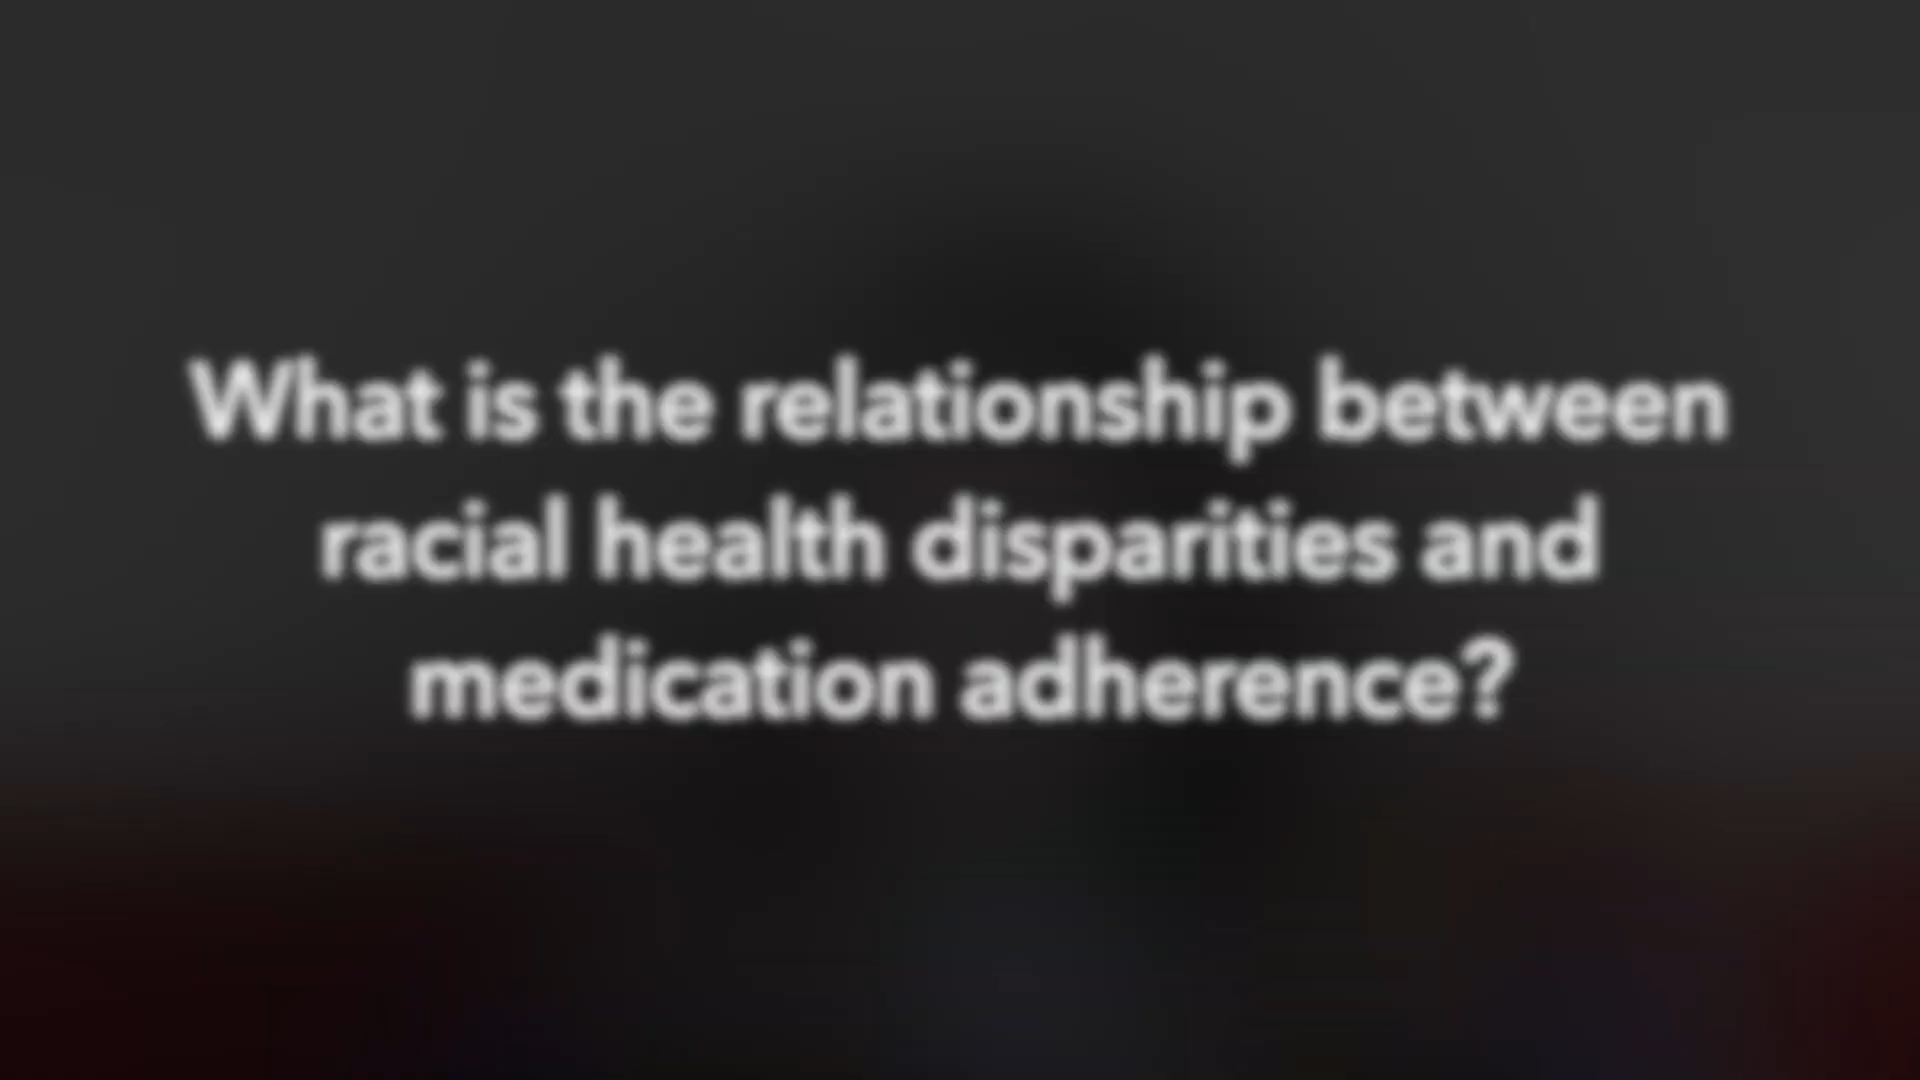 What is the relationship between
racial health disparities and
medication adherence?